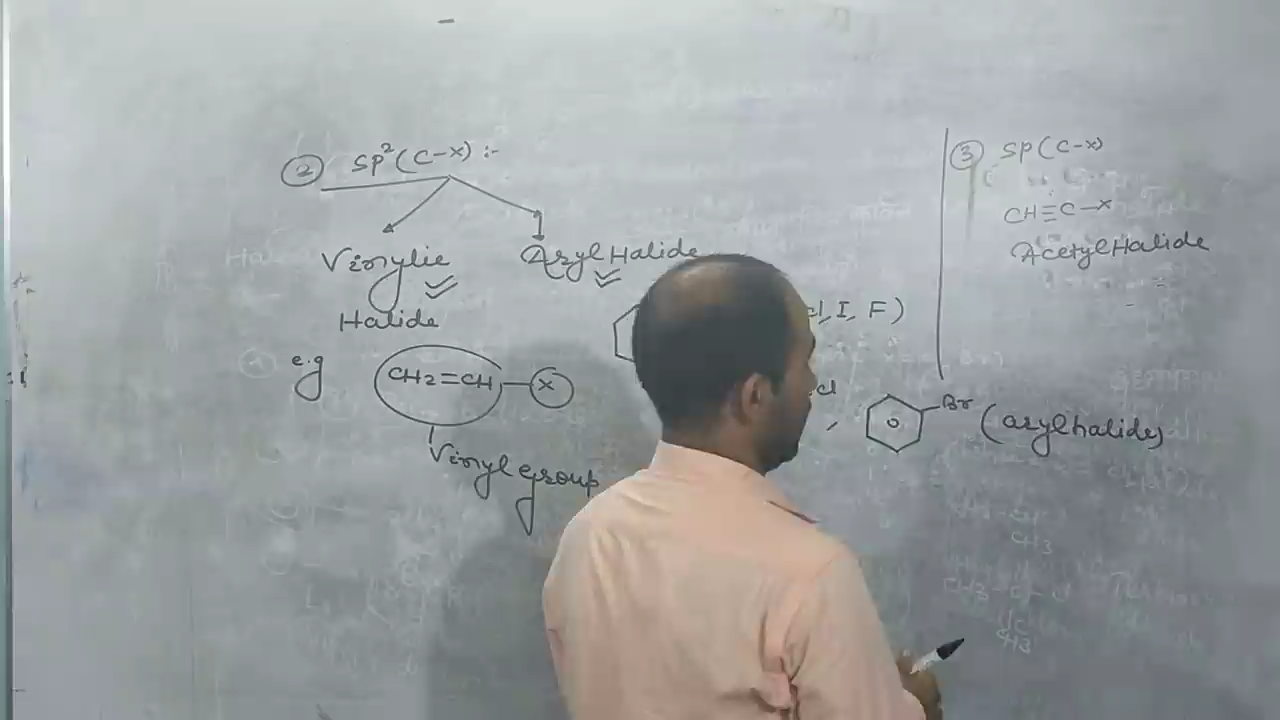 ② SP²(C-X) :-
Vinylic
Halide
Aryl Halide
, I, F)
e.g
CH2=CH-X
Vinyl group
cl
, Br (arylhalide)
③ SP(C-X)
CH≡C-X
Acetyl Halide